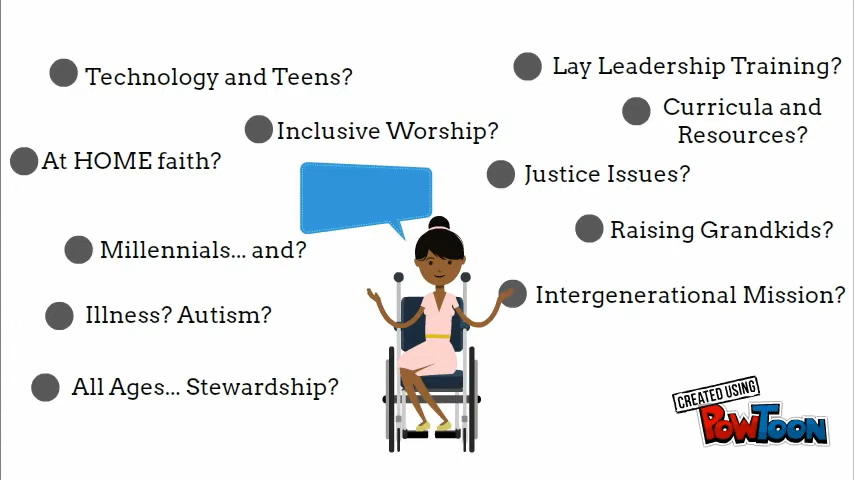 Technology and Teens?
Lay Leadership Training?
Curricula and
Resources?
Inclusive Worship?
At HOME faith?
Justice Issues?
Raising Grandkids?
Millennials... and?
Intergenerational Mission?
Illness? Autism?
All Ages... Stewardship?
CREATED USING
POWTOON